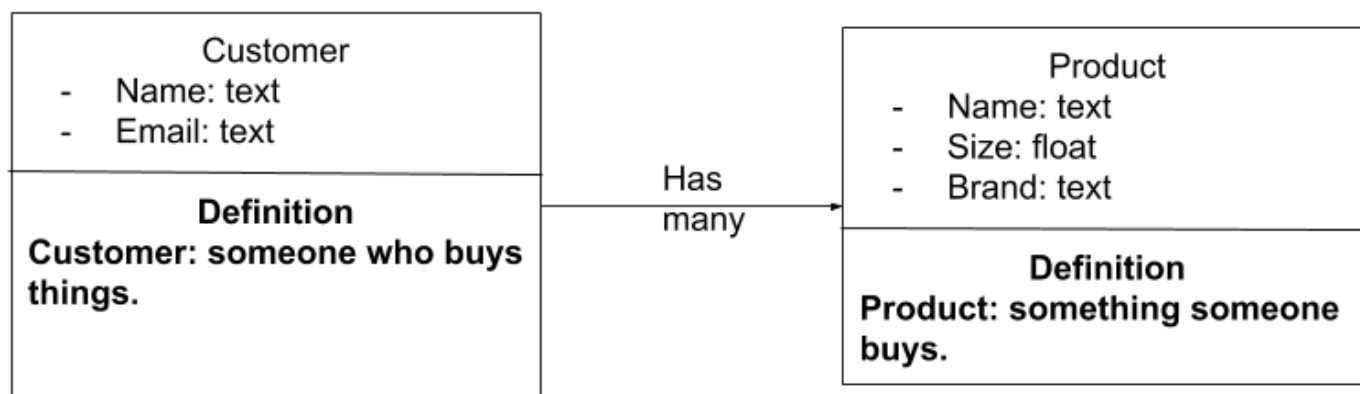 Customer
- Name: text
- Email: text
Definition
Customer: someone who buys
things.
Has
many
Product
- Name: text
- Size: float
- Brand: text
Definition
Product: something someone
buys.